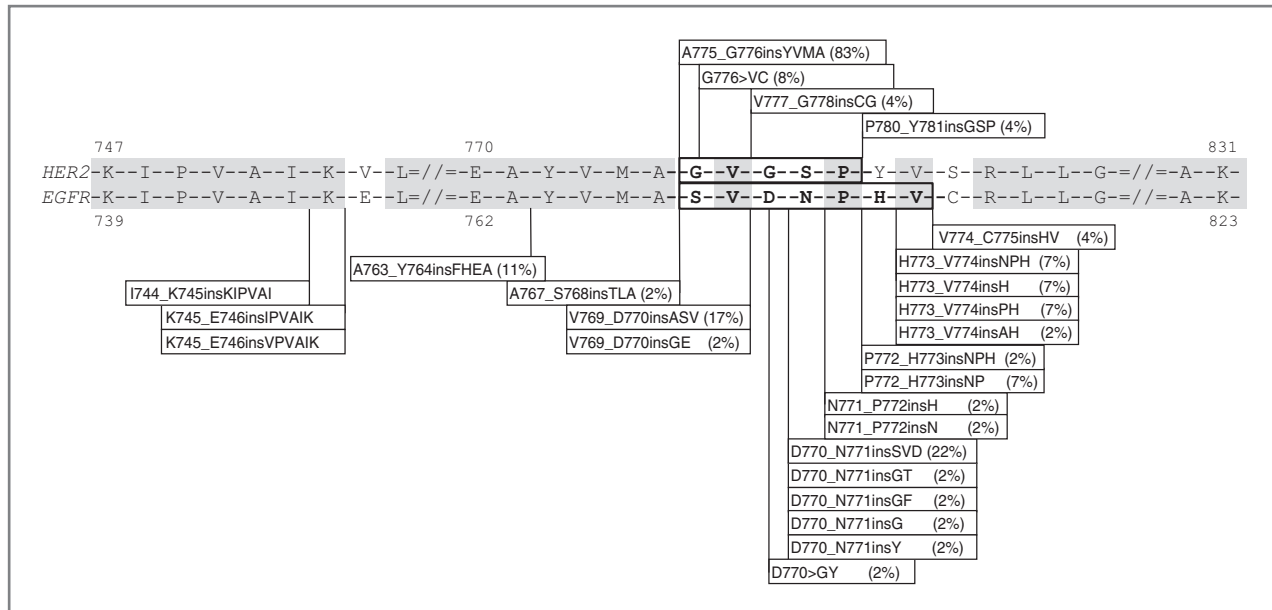 A775_G776insYVMA (83%)
G776>VC (8%)
V777_G778insCG (4%)
P780_Y781insGSP (4%)
747 770 831
HER2 -K--I--P--V--A--I--K--V--L=//=-E--A--Y--V--M--A--G--V--G--S--P--Y--V--S--R--L--L--G-=//=-A--K-
EGFR -K--I--P--V--A--I--K--E--L=//=-E--A--Y--V--M--A--S--V--D--N--P--H--V--C--R--L--L--G-=//=-A--K-
739 762 823
V774_C775insHV (4%)
A763_Y764insFHEA (11%)
H773_V774insNPH (7%)
I744_K745insKIPVAI
A767_S768insTLA (2%)
H773_V774insH (7%)
K745_E746insIPVAIK
V769_D770insASV (17%)
H773_V774insPH (7%)
K745_E746insVPVAIK
V769_D770insGE (2%)
H773_V774insAH (2%)
P772_H773insNPH (2%)
P772_H773insNP (7%)
N771_P772insH (2%)
N771_P772insN (2%)
D770_N771insSVD (22%)
D770_N771insGT (2%)
D770_N771insGF (2%)
D770_N771insG (2%)
D770_N771insY (2%)
D770>GY (2%)